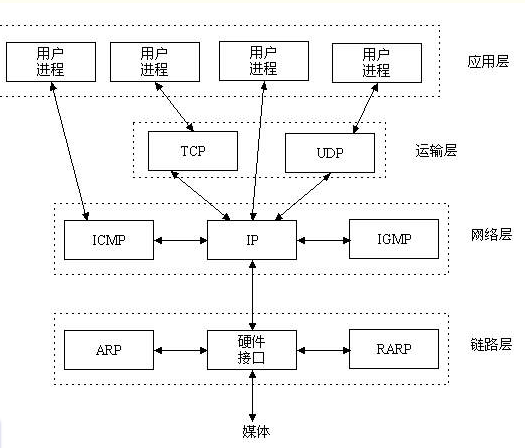 用户
进程
用户
进程
用户
进程
用户
进程
应用层
TCP
UDP
运输层
ICMP
IP
IGMP
网络层
ARP
硬件
接口
RARP
链路层
媒体